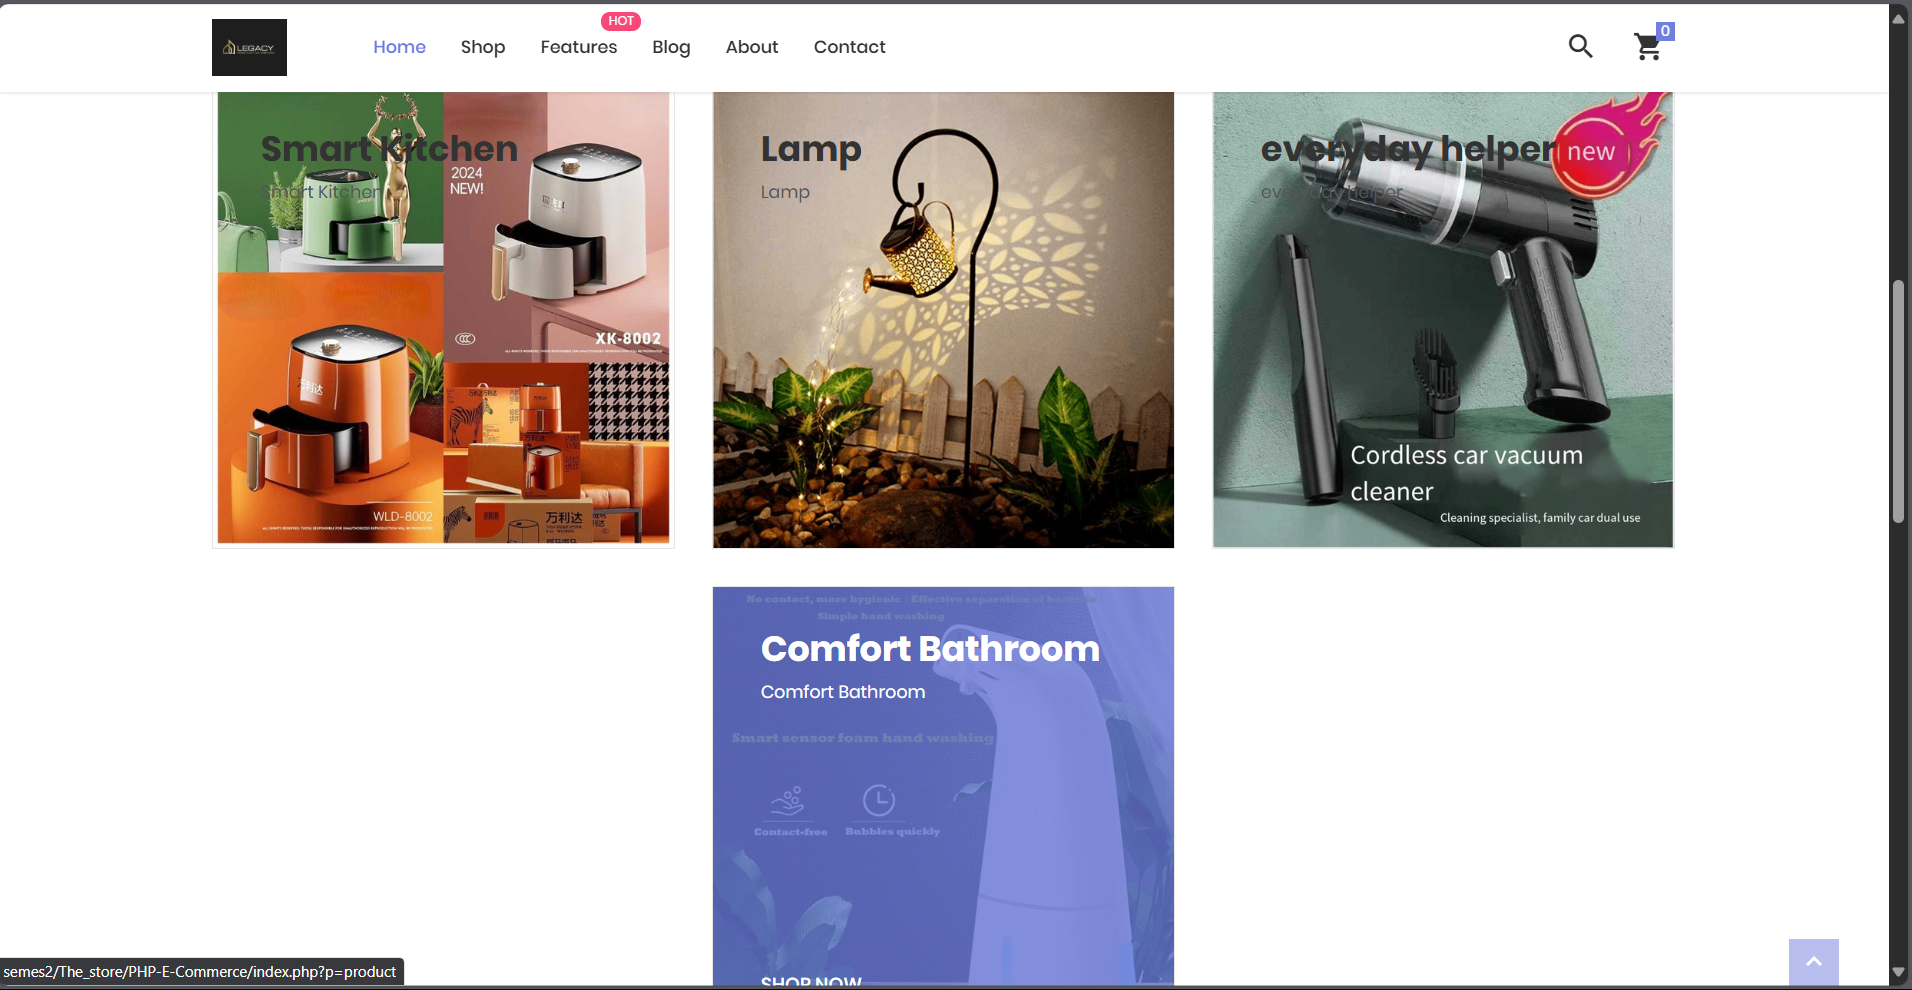 LEGACY
Home
Shop
Features
HOT
Blog
About
Contact
0
Smart Kitchen
Smart Kitchen
2024
NEW!
XK-8002
万利达
WLD-8002
万利达
Lamp
Lamp
everyday helper
everyday helper
new
Cordless car vacuum
cleaner
Cleaning specialist, family car dual use
No contact, more hygienic | Effective separation of bacteria
Simple hand washing
Comfort Bathroom
Comfort Bathroom
Smart sensor foam hand washing
Contact-free
Bubbles quickly
SHOP NOW
semes2/The_store/PHP-E-Commerce/index.php?p=product